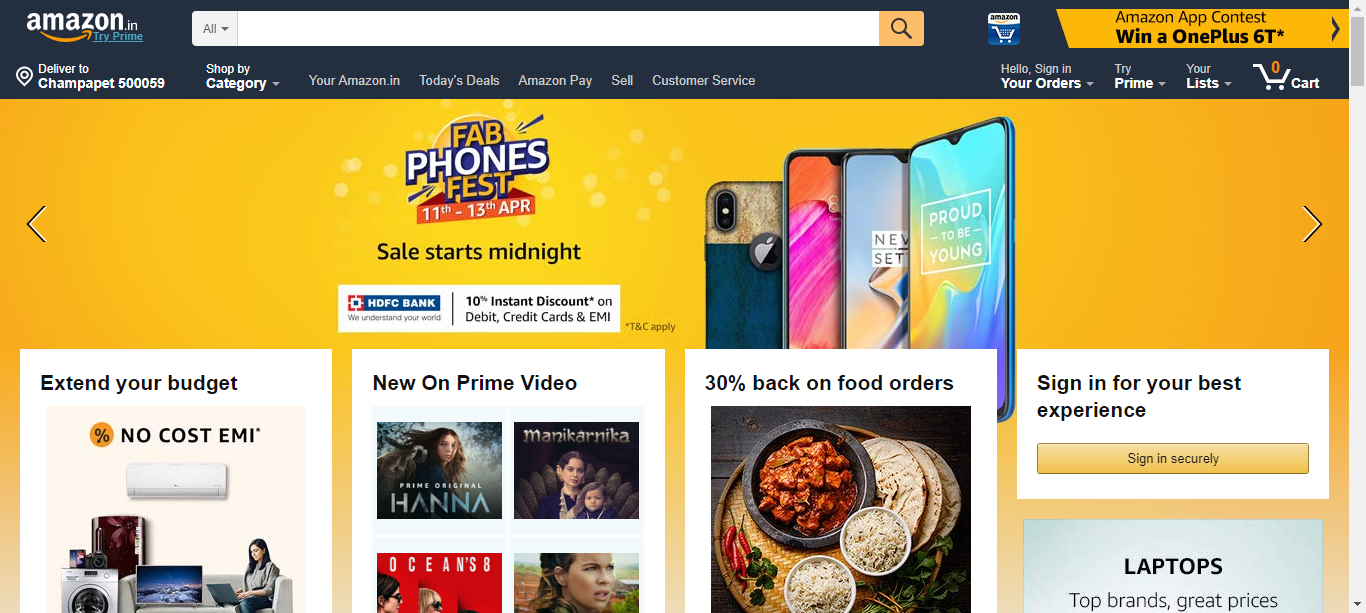 amazon.in
Try Prime
All
amazon
Amazon App Contest
Win a OnePlus 6T*
Deliver to
Champapet 500059
Shop by
Category
Your Amazon.in
Today's Deals
Amazon Pay
Sell
Customer Service
Hello, Sign in
Your Orders
Try
Prime
Your
Lists
0
Cart
FAB
PHONES
FEST
11th - 13th APR
Sale starts midnight
HDFC BANK
We understand your world
10% Instant Discount* on
Debit, Credit Cards & EMI
*T&C apply
NEW
SET
PROUD
- TO BE -
YOUNG
Extend your budget
% NO COST EMI*
New On Prime Video
PRIME ORIGINAL
HANNA
Manikarnika
OCEAN'S 8
30% back on food orders
Sign in for your best
experience
Sign in securely
LAPTOPS
Top brands, great prices